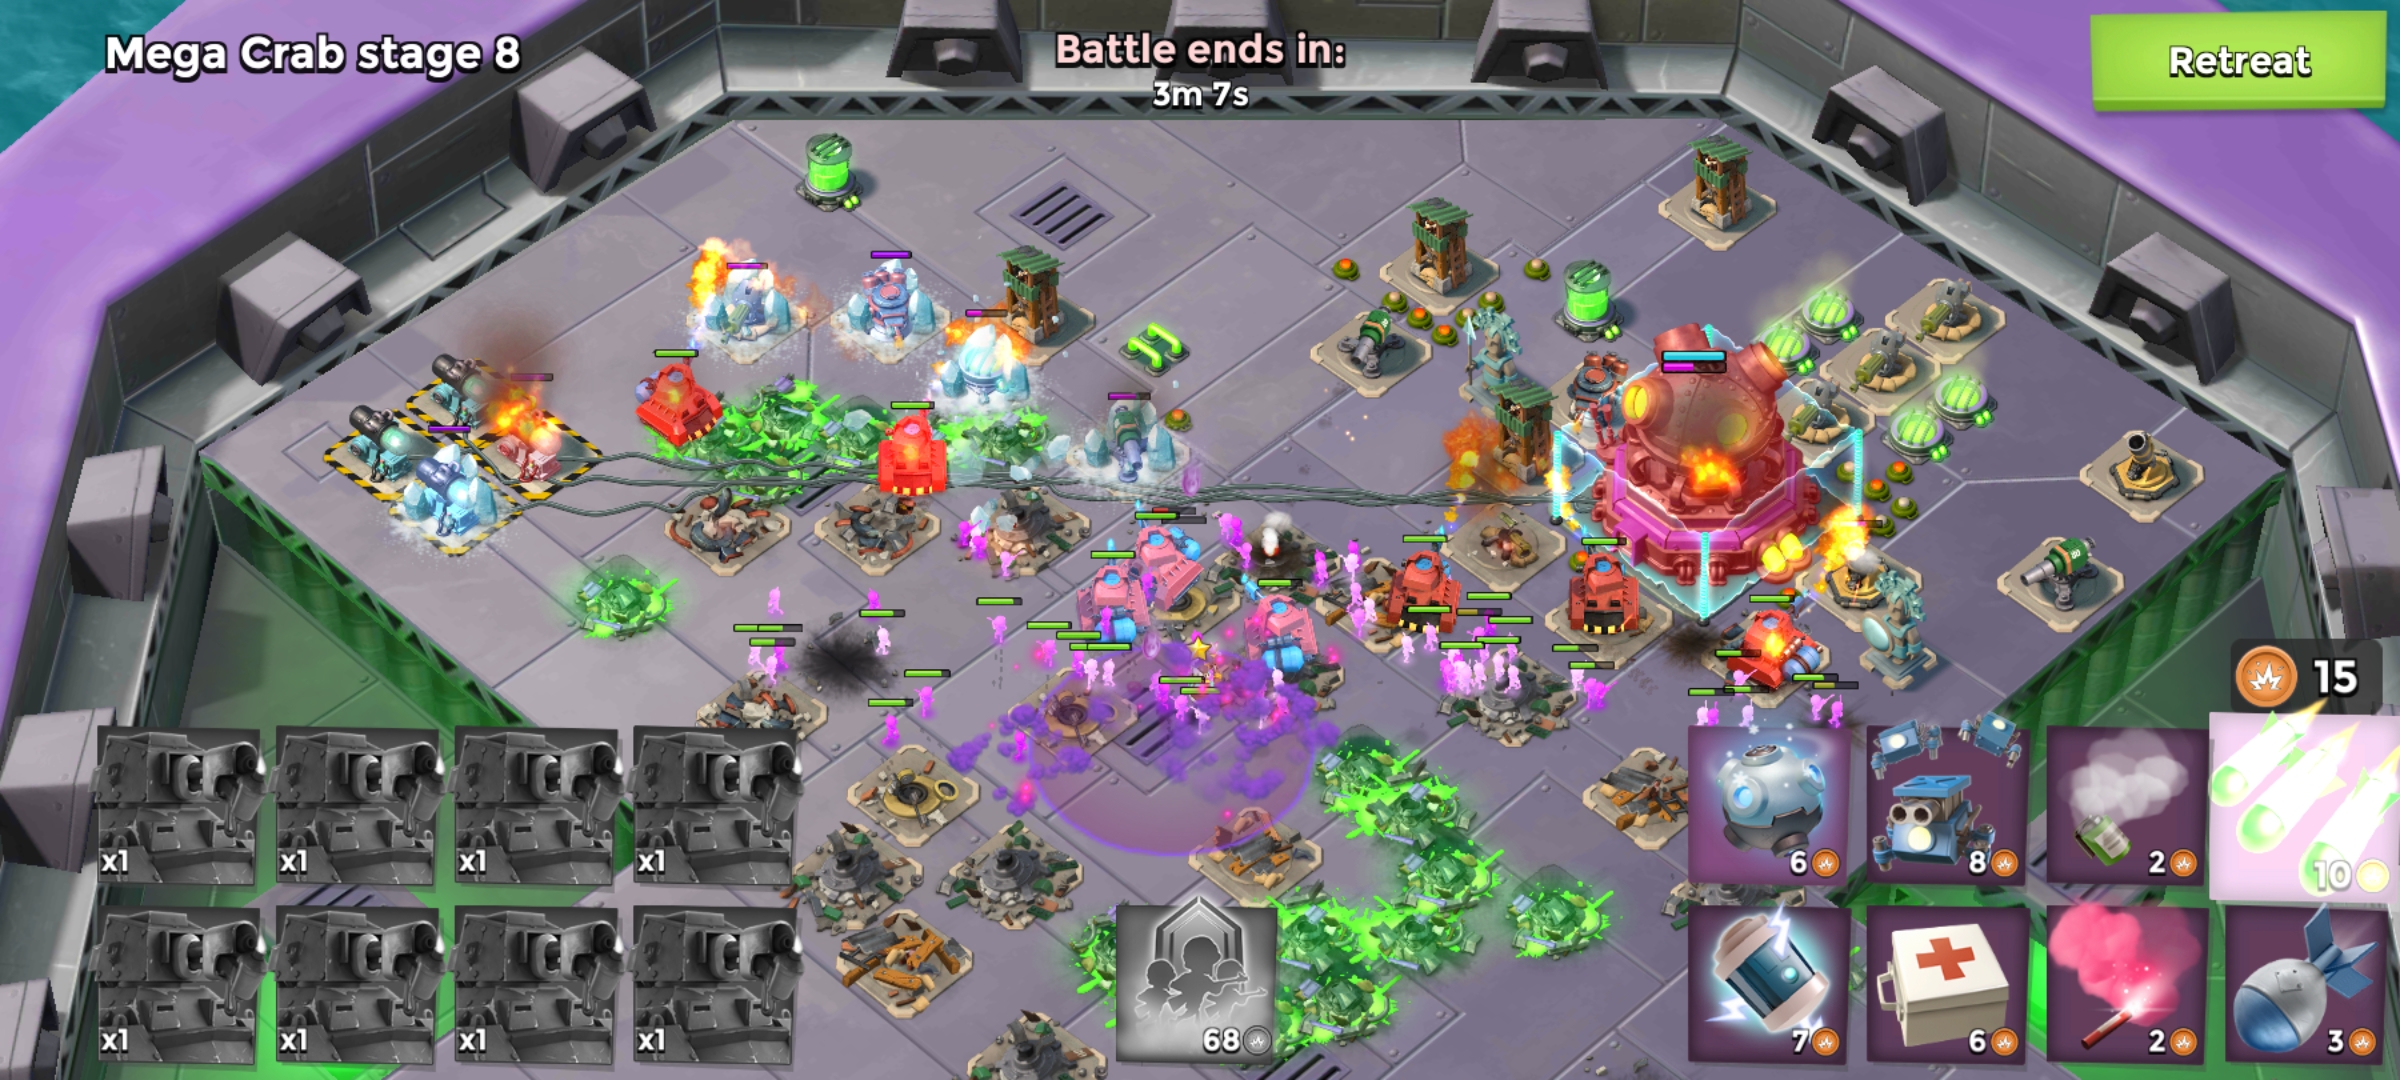 Mega Crab stage 8
Battle ends in:
3m 7s
Retreat
15
x1
x1
x1
x1
6
8
2
10
x1
x1
x1
x1
68
7
6
2
3